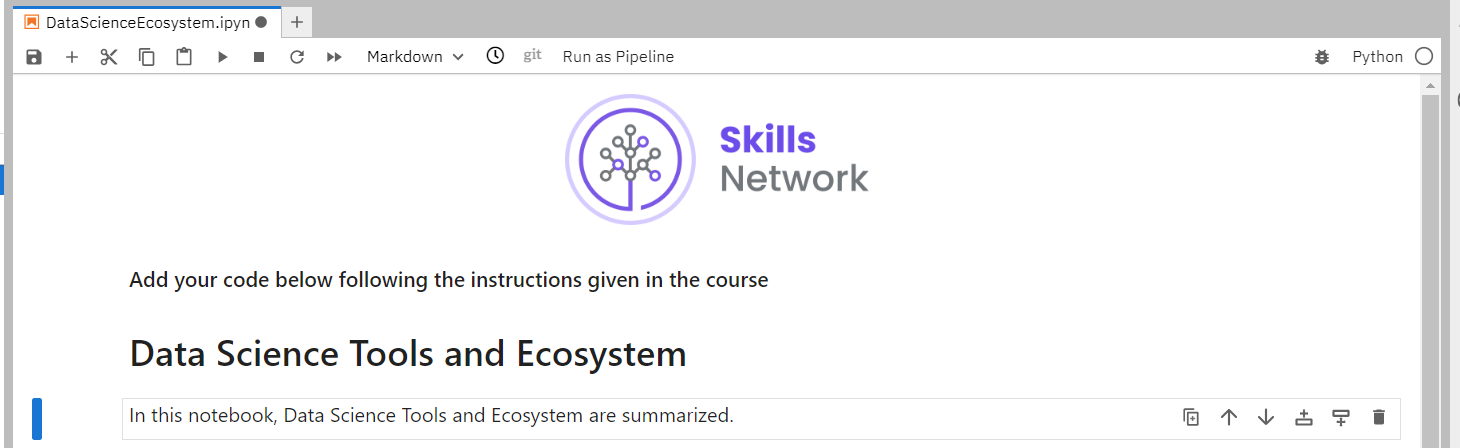 DataScienceEcosystem.ipyn
Markdown git Run as Pipeline Python
Skills
Network
Add your code below following the instructions given in the course
Data Science Tools and Ecosystem
In this notebook, Data Science Tools and Ecosystem are summarized.